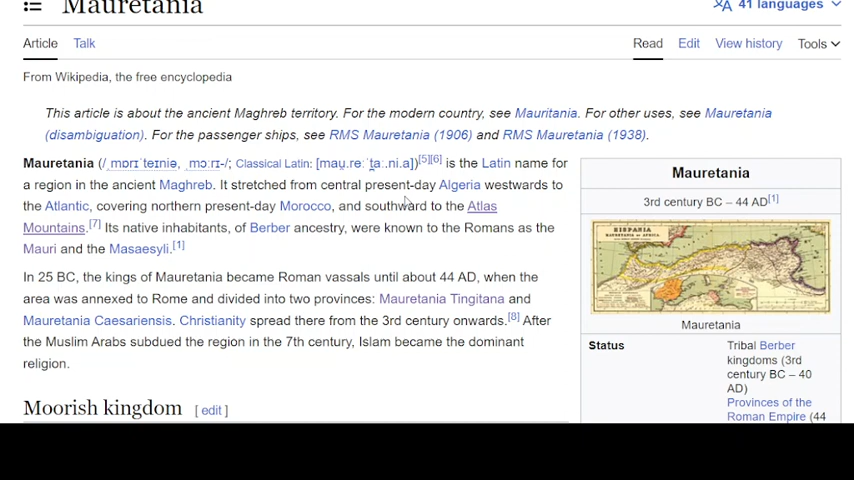 Mauretania
41 languages
Article Talk Read Edit View history Tools
From Wikipedia, the free encyclopedia
This article is about the ancient Maghreb territory. For the modern country, see Mauritania. For other uses, see Mauretania
(disambiguation). For the passenger ships, see RMS Mauretania (1906) and RMS Mauretania (1938).
Mauretania (/ˌmɒrɪˈteɪniə, ˌmɔːrɪ-/; Classical Latin: [mau̯.reːˈt̪aː.ni.a])[5][6] is the Latin name for
a region in the ancient Maghreb. It stretched from central present-day Algeria westwards to
the Atlantic, covering northern present-day Morocco, and southward to the Atlas
Mountains.[7] Its native inhabitants, of Berber ancestry, were known to the Romans as the
Mauri and the Masaesyli.[1]
In 25 BC, the kings of Mauretania became Roman vassals until about 44 AD, when the
area was annexed to Rome and divided into two provinces: Mauretania Tingitana and
Mauretania Caesariensis. Christianity spread there from the 3rd century onwards.[8] After
the Muslim Arabs subdued the region in the 7th century, Islam became the dominant
religion.
Moorish kingdom [ edit ]
Mauretania
3rd century BC – 44 AD[1]
HISPANIA
Mauretania
Status
Tribal Berber
kingdoms (3rd
century BC – 40
AD)
Provinces of the
Roman Empire (44